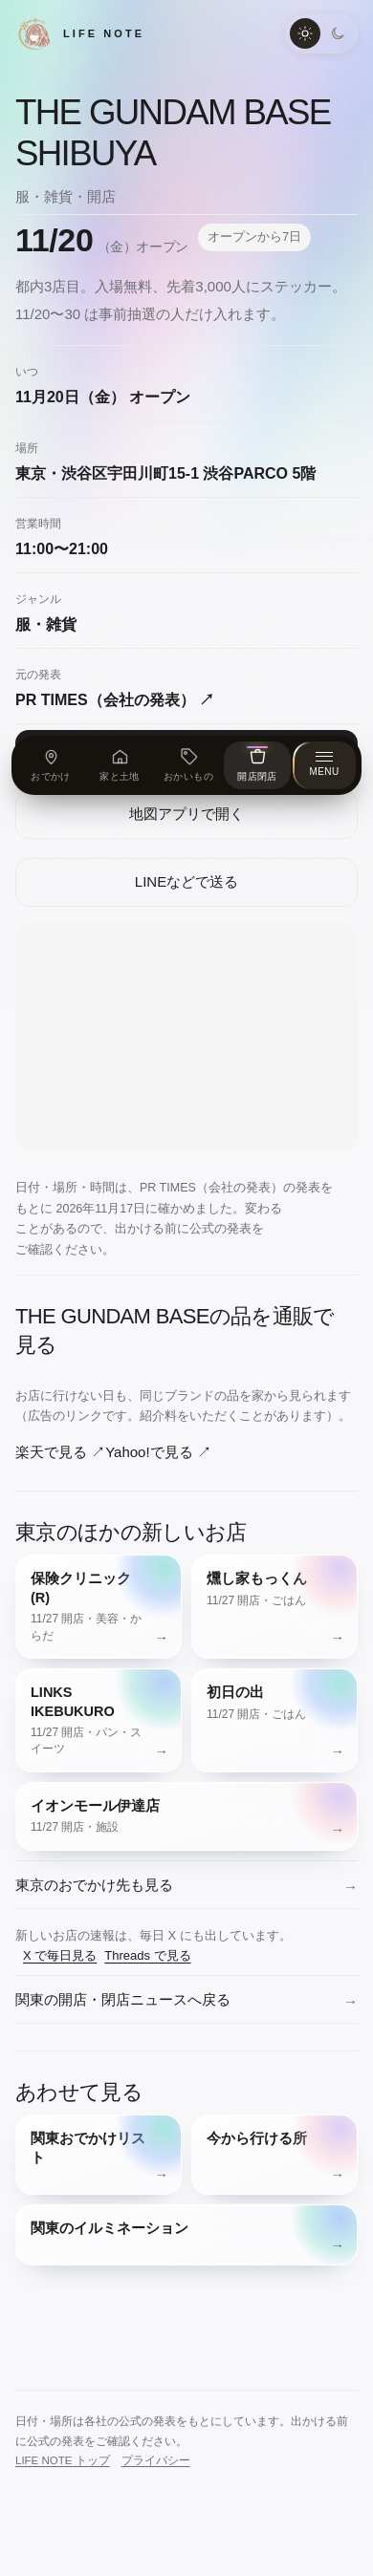 LIFE NOTE
THE GUNDAM BASE
SHIBUYA
服・雑貨・開店
11/20 （金）オープン オープンから7日
都内3店目。入場無料、先着3,000人にステッカー。
11/20〜30 は事前抽選の人だけ入れます。
いつ
11月20日（金） オープン
場所
東京・渋谷区宇田川町15-1 渋谷PARCO 5階
営業時間
11:00〜21:00
ジャンル
服・雑貨
元の発表
PR TIMES（会社の発表） ↗
おでかけ 家と土地 おかいもの 開店閉店 MENU
地図アプリで開く
LINEなどで送る
日付・場所・時間は、PR TIMES（会社の発表）の発表を
もとに 2026年11月17日に確かめました。変わる
ことがあるので、出かける前に公式の発表を
ご確認ください。
THE GUNDAM BASEの品を通販で
見る
お店に行けない日も、同じブランドの品を家から見られます
（広告のリンクです。紹介料をいただくことがあります）。
楽天で見る ↗Yahoo!で見る ↗
東京のほかの新しいお店
保険クリニック
(R)
11/27 開店・美容・か
らだ →
燻し家もっくん
11/27 開店・ごはん
→
LINKS
IKEBUKURO
11/27 開店・パン・ス
イーツ →
初日の出
11/27 開店・ごはん
→
イオンモール伊達店
11/27 開店・施設 →
東京のおでかけ先も見る →
新しいお店の速報は、毎日 X にも出しています。
X で毎日見る Threads で見る
関東の開店・閉店ニュースへ戻る →
あわせて見る
関東おでかけリス
ト →
今から行ける所
→
関東のイルミネーション
→
日付・場所は各社の公式の発表をもとにしています。出かける前
に公式の発表をご確認ください。
LIFE NOTE トップ プライバシー